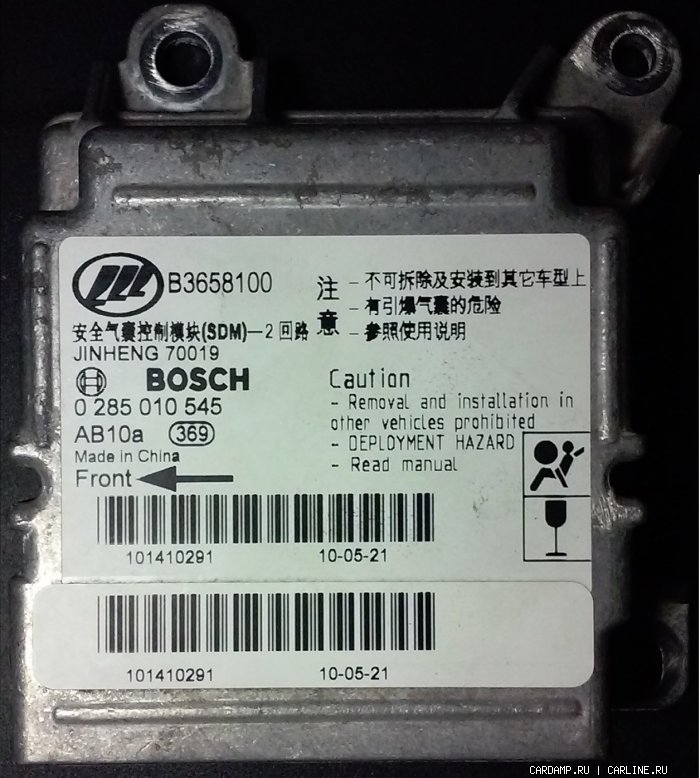 B3658100
注意
- 不可拆除及安装到其它车型上
- 有引爆气囊的危险
- 参照使用说明
安全气囊控制模块(SDM)—2回路
JINHENG 70019
BOSCH
0 285 010 545
AB10a 369
Made in China
Front
Caution
- Removal and installation in
other vehicles prohibited
- DEPLOYMENT HAZARD
- Read manual
101410291 10-05-21
101410291 10-05-21
CARDAMP.RU | CARLINE.RU